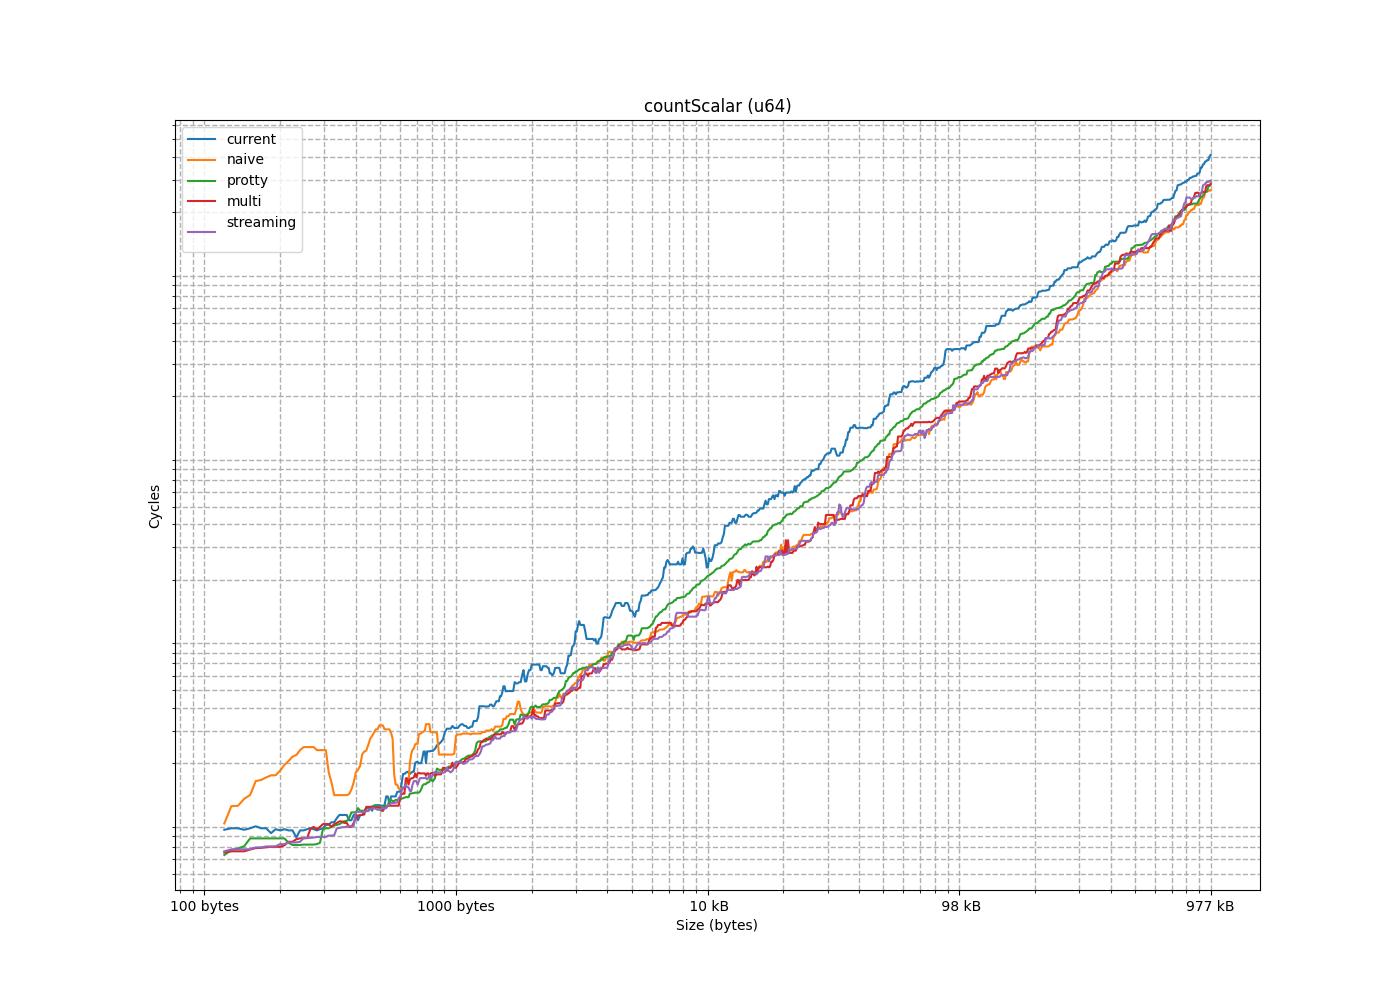 countScalar (u64)
current
naive
protty
multi
streaming
Cycles
100 bytes
1000 bytes
10 kB
98 kB
977 kB
Size (bytes)